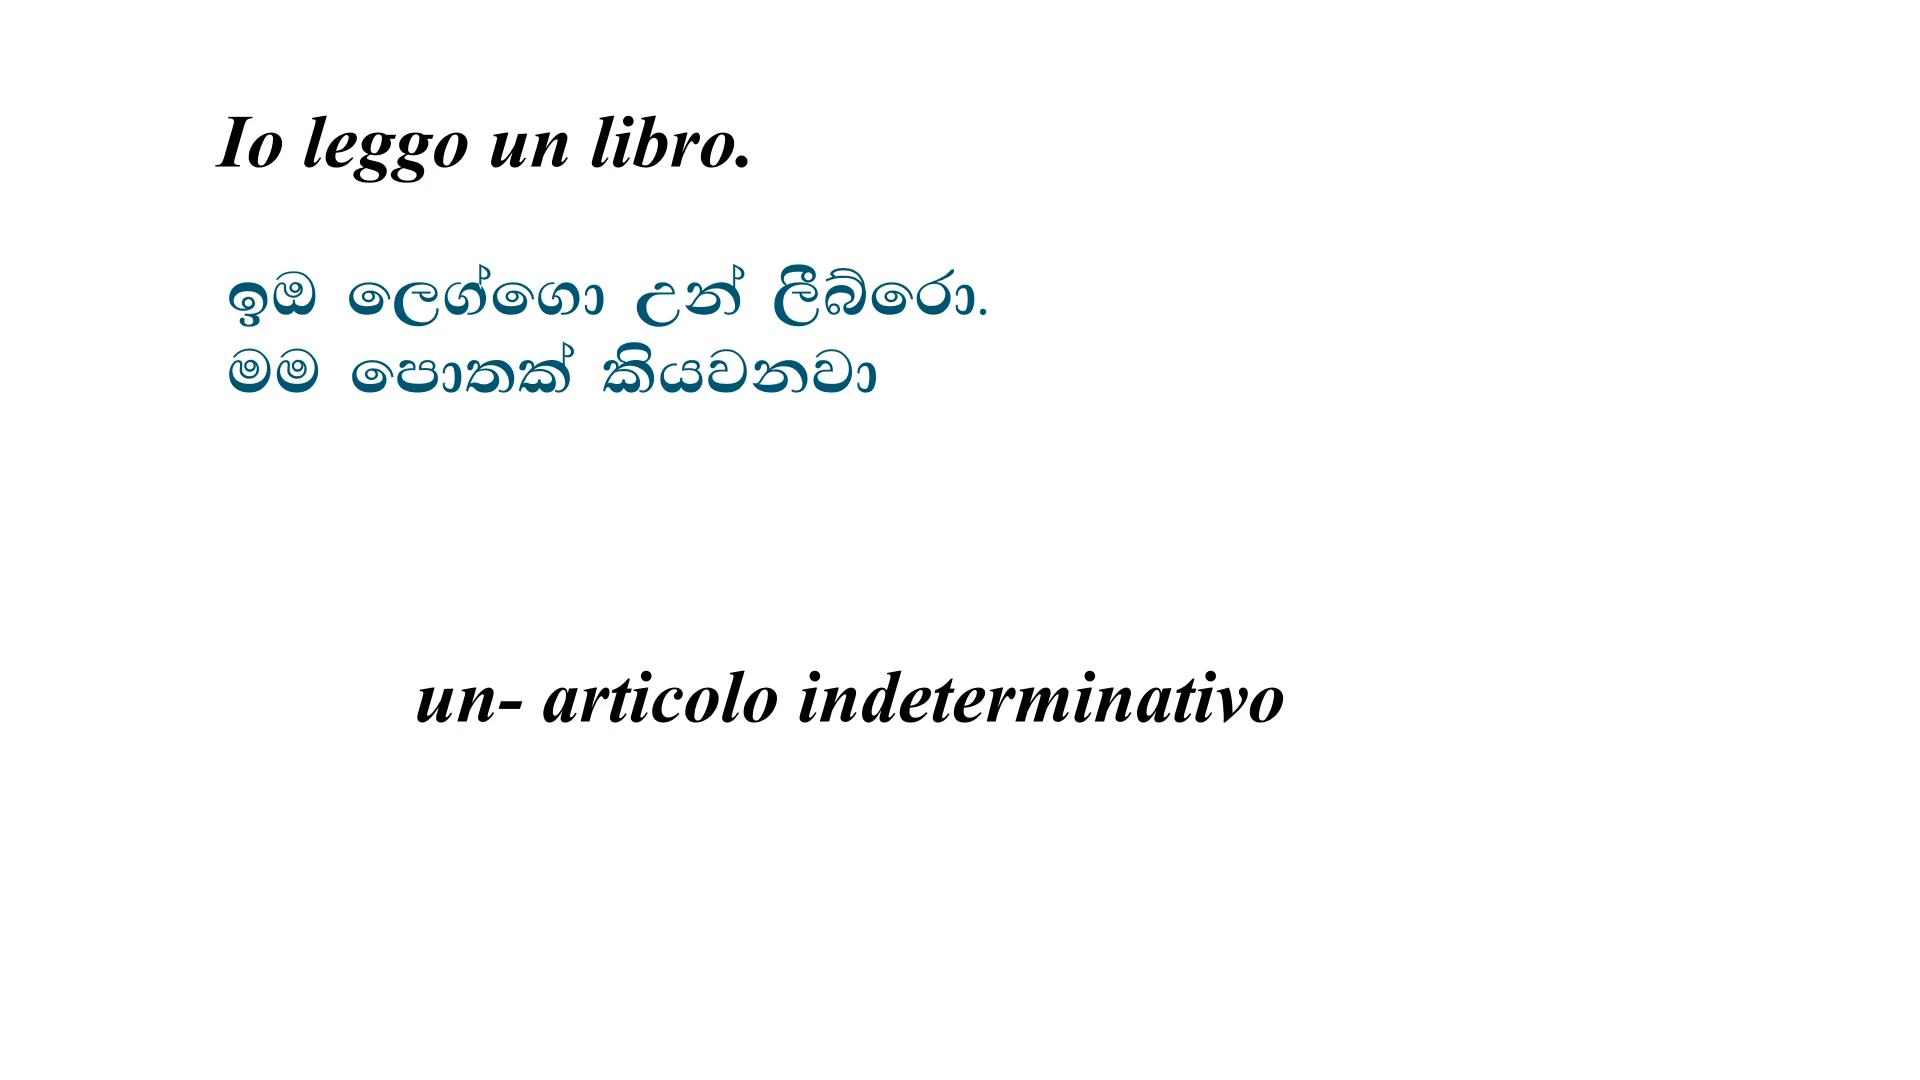 Io leggo un libro.
ඉඔ ලෙග්ගො උන් ලීබ්රො.
මම පොතක් කියවනවා
un- articolo indeterminativo